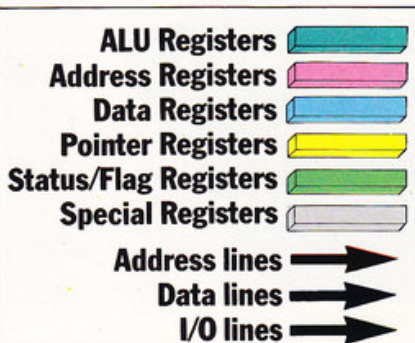 ALU Registers
Address Registers
Data Registers
Pointer Registers
Status/Flag Registers
Special Registers
Address lines
Data lines
I/O lines